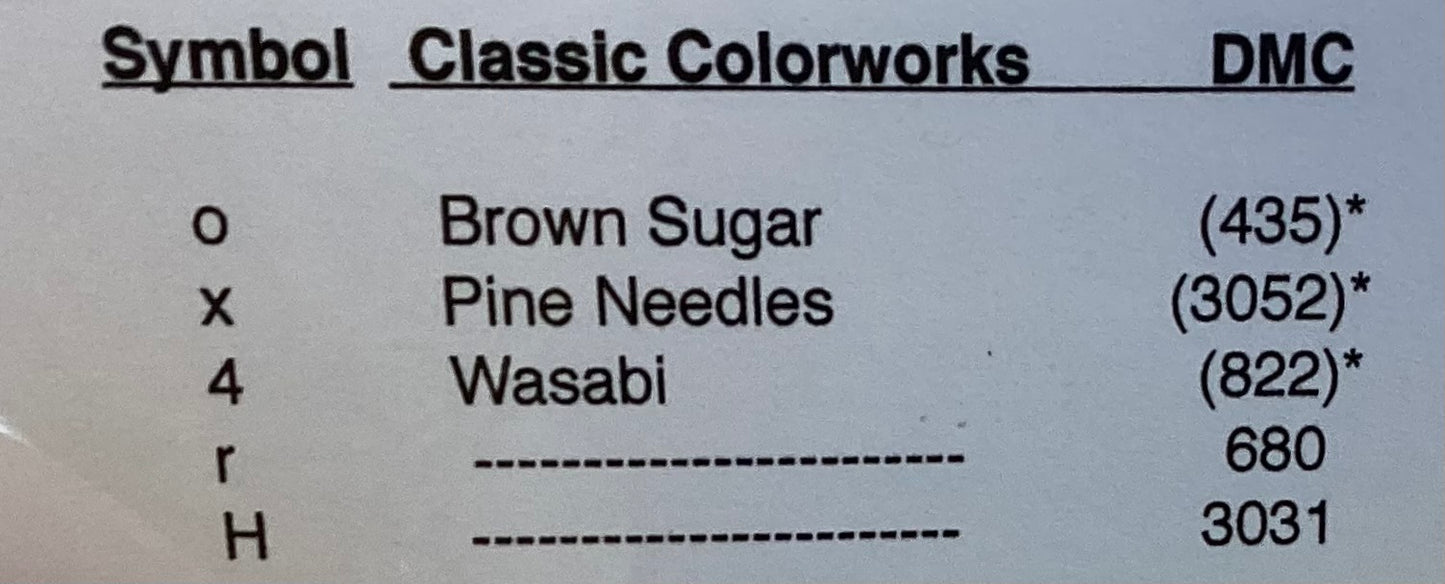 Symbol Classic Colorworks DMC
o Brown Sugar (435)*
x Pine Needles (3052)*
4 Wasabi (822)*
r ----------------------- 680
H ----------------------- 3031